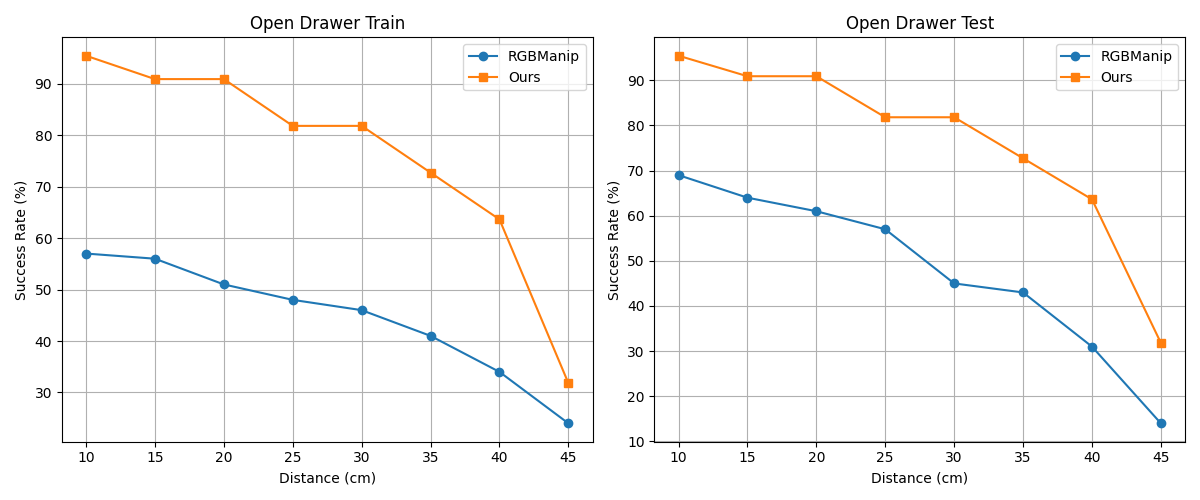 Open Drawer Train
RGBManip
Ours
90
80
70
60
50
40
30
Success Rate (%)
10 15 20 25 30 35 40 45
Distance (cm)
Open Drawer Test
RGBManip
Ours
90
80
70
60
50
40
30
20
10
Success Rate (%)
10 15 20 25 30 35 40 45
Distance (cm)